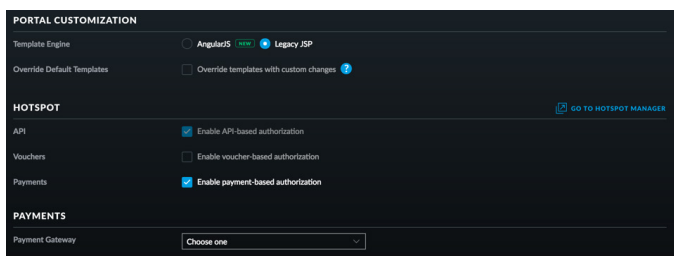 PORTAL CUSTOMIZATION
Template Engine AngularJS NEW Legacy JSP
Override Default Templates Override templates with custom changes ?
HOTSPOT GO TO HOTSPOT MANAGER
API Enable API-based authorization
Vouchers Enable voucher-based authorization
Payments Enable payment-based authorization
PAYMENTS
Payment Gateway Choose one